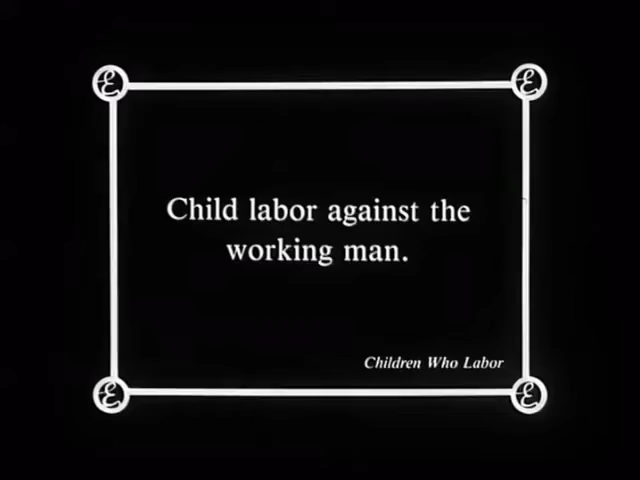 E E
Child labor against the
working man.
Children Who Labor
E E